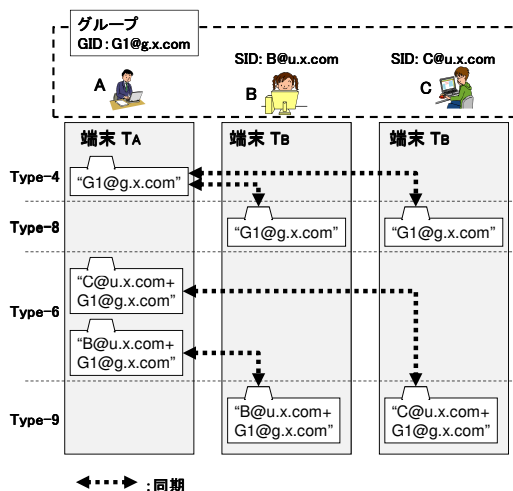 グループ
GID：G1@g.x.com
SID: B@u.x.com
SID: C@u.x.com
A
B
C
端末 TA
端末 TB
端末 TB
Type-4
“G1@g.x.com”
Type-8
“G1@g.x.com”
“G1@g.x.com”
Type-6
“C@u.x.com+
G1@g.x.com”
“B@u.x.com+
G1@g.x.com”
Type-9
“B@u.x.com+
G1@g.x.com”
“C@u.x.com+
G1@g.x.com”
：同期